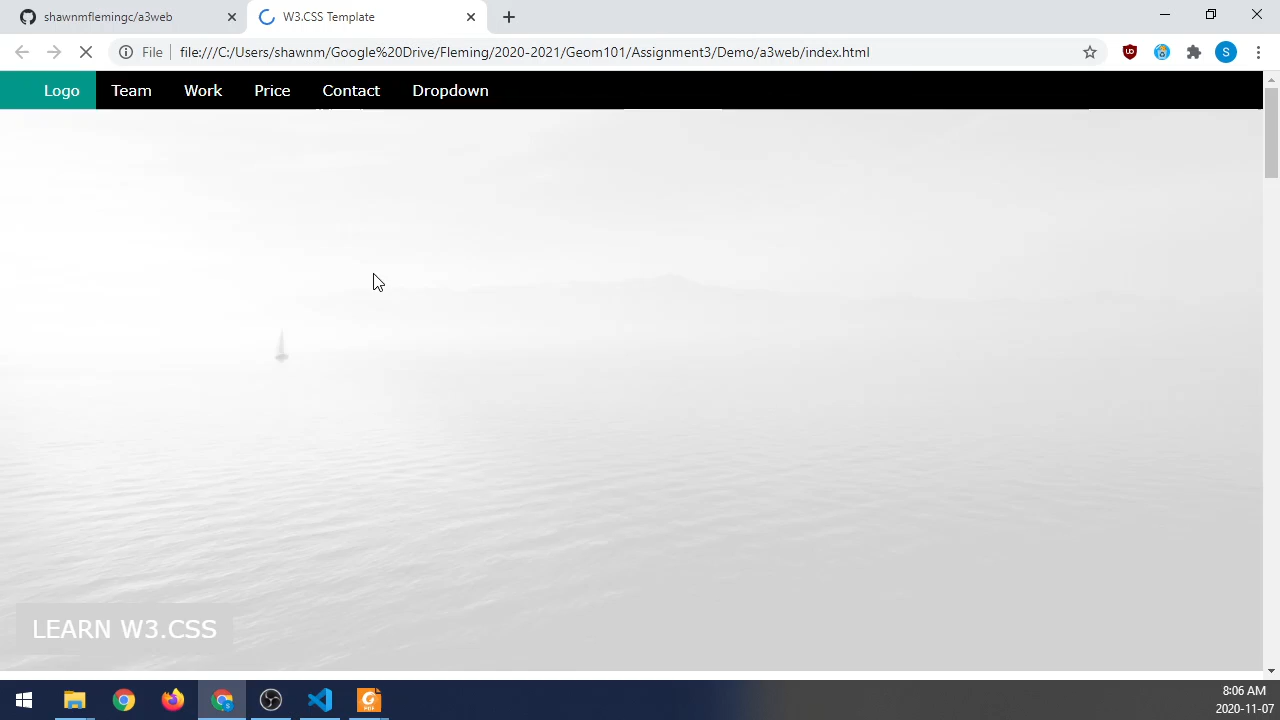 shawnmflemingc/a3web
W3.CSS Template
File
file:///C:/Users/shawnm/Google%20Drive/Fleming/2020-2021/Geom101/Assignment3/Demo/a3web/index.html
S
Logo Team Work Price Contact Dropdown
LEARN W3.CSS
8:06 AM
2020-11-07